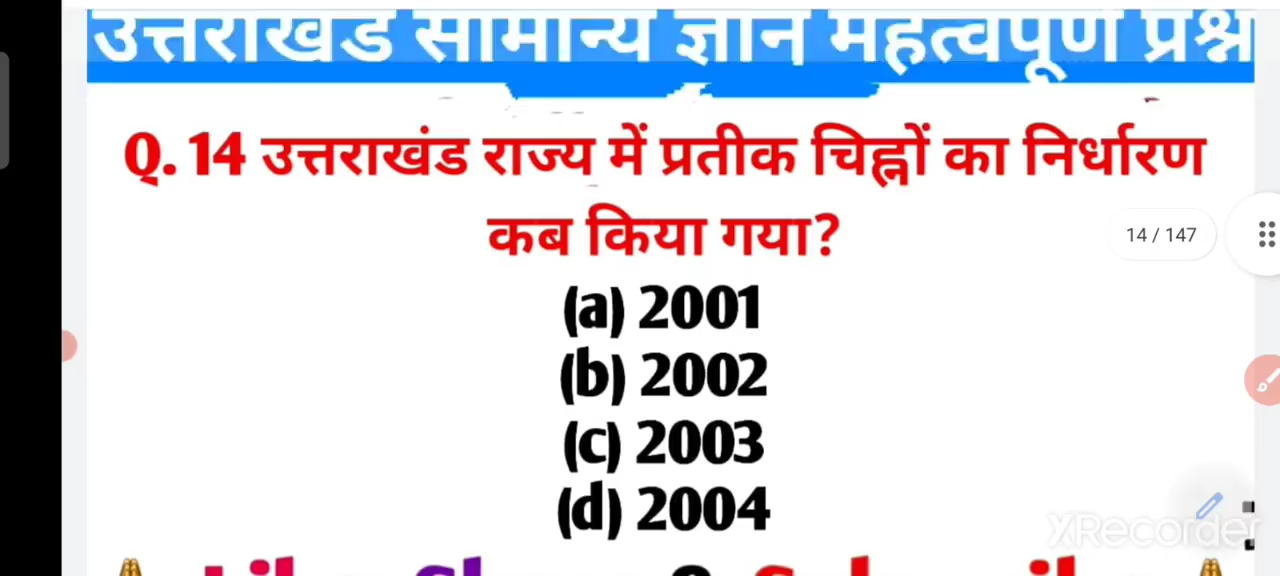 उत्तराखंड सामान्य ज्ञान महत्वपूर्ण प्रश्न
Q. 14 उत्तराखंड राज्य में प्रतीक चिह्नों का निर्धारण
कब किया गया?
14 / 147
(a) 2001
(b) 2002
(c) 2003
(d) 2004
XRecorder